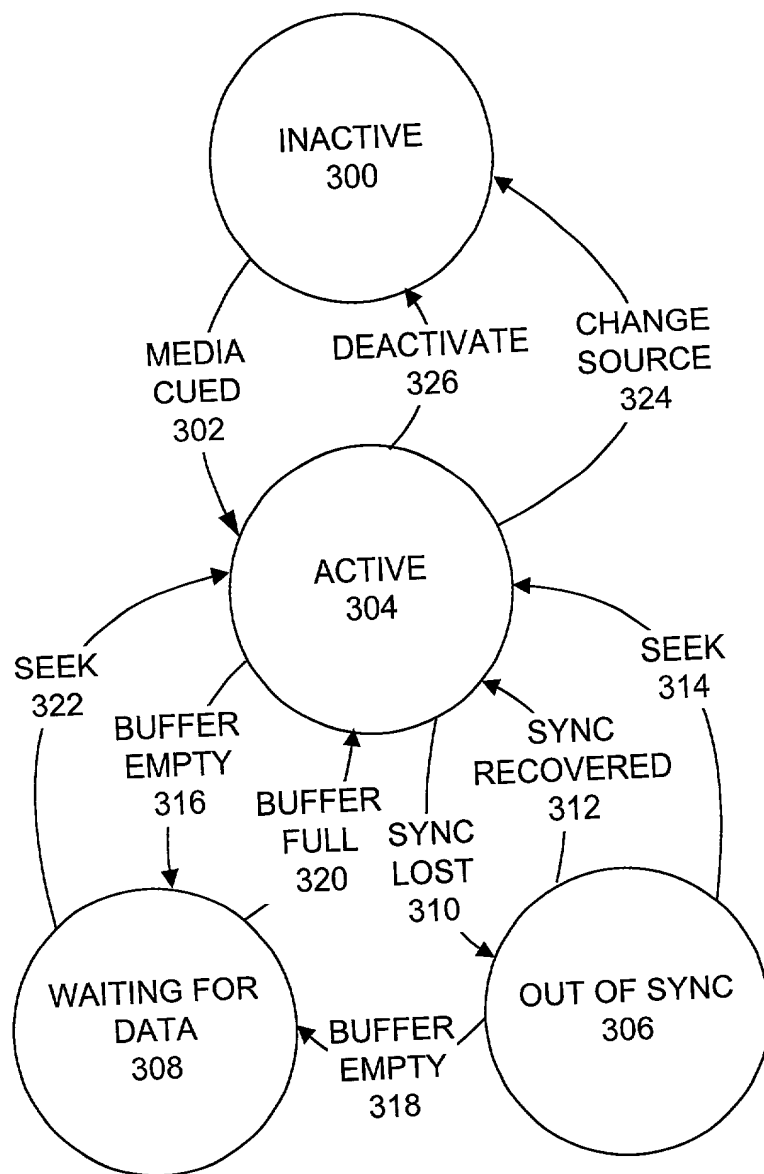 INACTIVE
300
MEDIA
CUED
302
DEACTIVATE
326
CHANGE
SOURCE
324
ACTIVE
304
SEEK
322
BUFFER
EMPTY
316
BUFFER
FULL
320
SYNC
LOST
310
SYNC
RECOVERED
312
SEEK
314
WAITING FOR
DATA
308
BUFFER
EMPTY
318
OUT OF SYNC
306